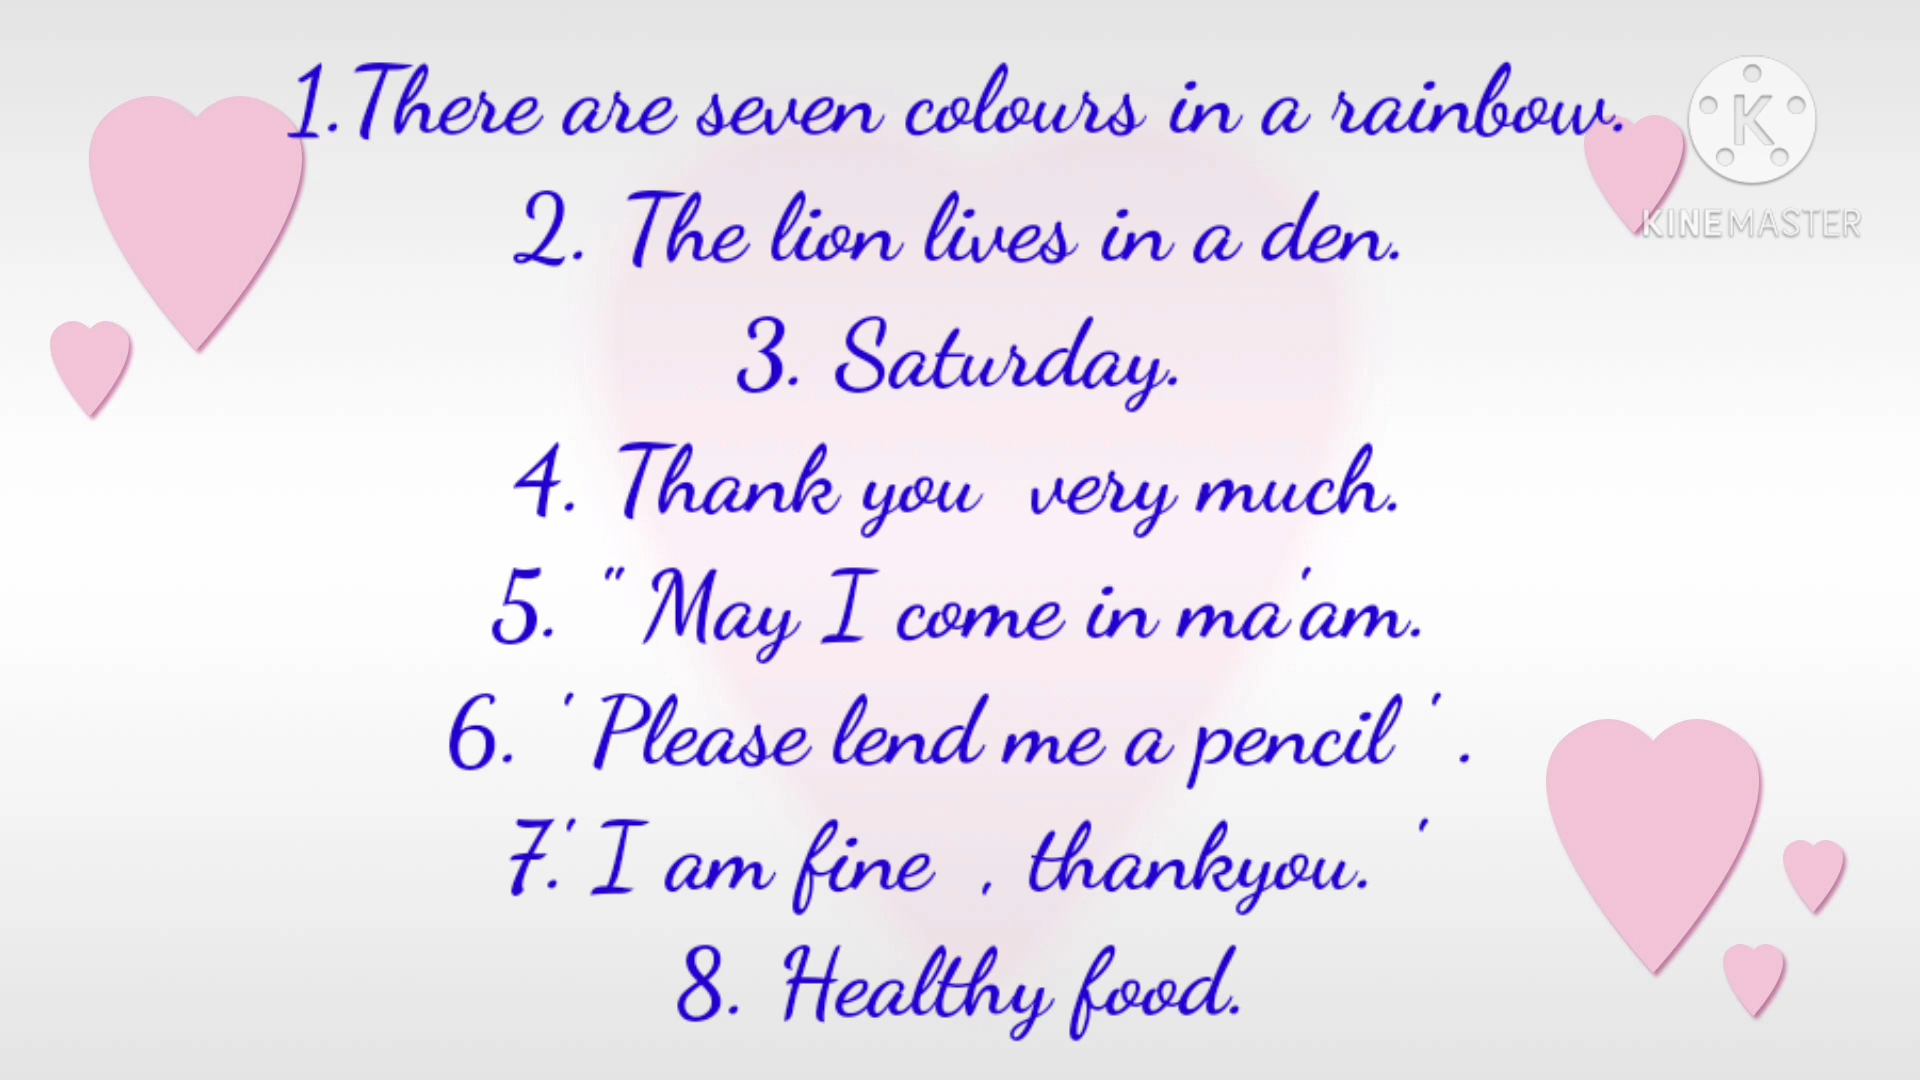 1.There are seven colours in a rainbow.
K
KINEMASTER
2. The lion lives in a den.
3. Saturday.
4. Thank you very much.
5. " May I come in ma'am.
6. ' Please lend me a pencil ' .
7.' I am fine , thankyou. '
8. Healthy food.